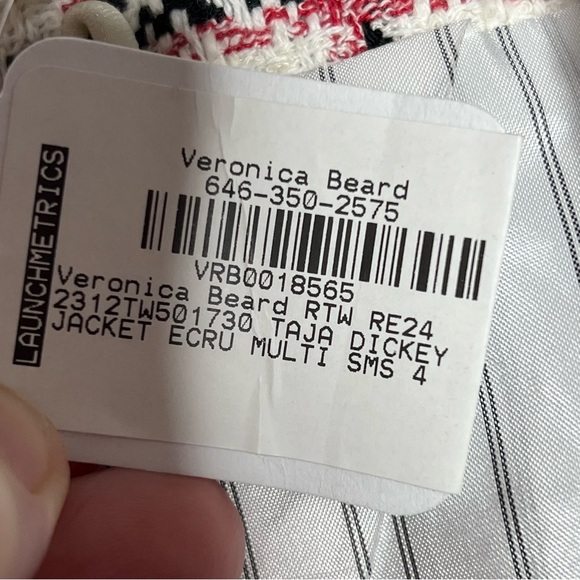 LAUNCHMETRICS
Veronica Beard
646-350-2575
VRB0018565
Veronica Beard RTW RE24
2312TW501730 TAJA DICKEY
JACKET ECRU MULTI SMS 4